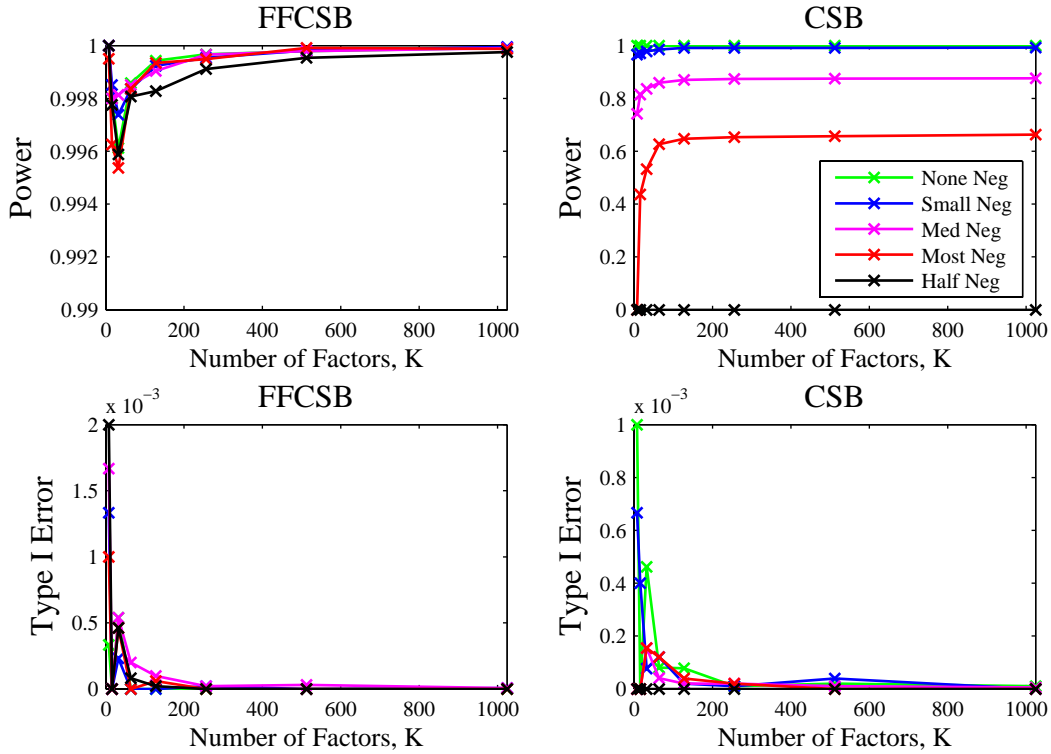 FFCSB
1
0.998
0.996
0.994
0.992
0.99
Power
0 200 400 600 800 1000
Number of Factors, K
CSB
1
0.8
0.6
0.4
0.2
0
Power
None Neg
Small Neg
Med Neg
Most Neg
Half Neg
0 200 400 600 800 1000
Number of Factors, K
FFCSB
x 10⁻³
2
1.5
1
0.5
0
Type I Error
0 200 400 600 800 1000
Number of Factors, K
CSB
x 10⁻³
1
0.8
0.6
0.4
0.2
0
Type I Error
0 200 400 600 800 1000
Number of Factors, K